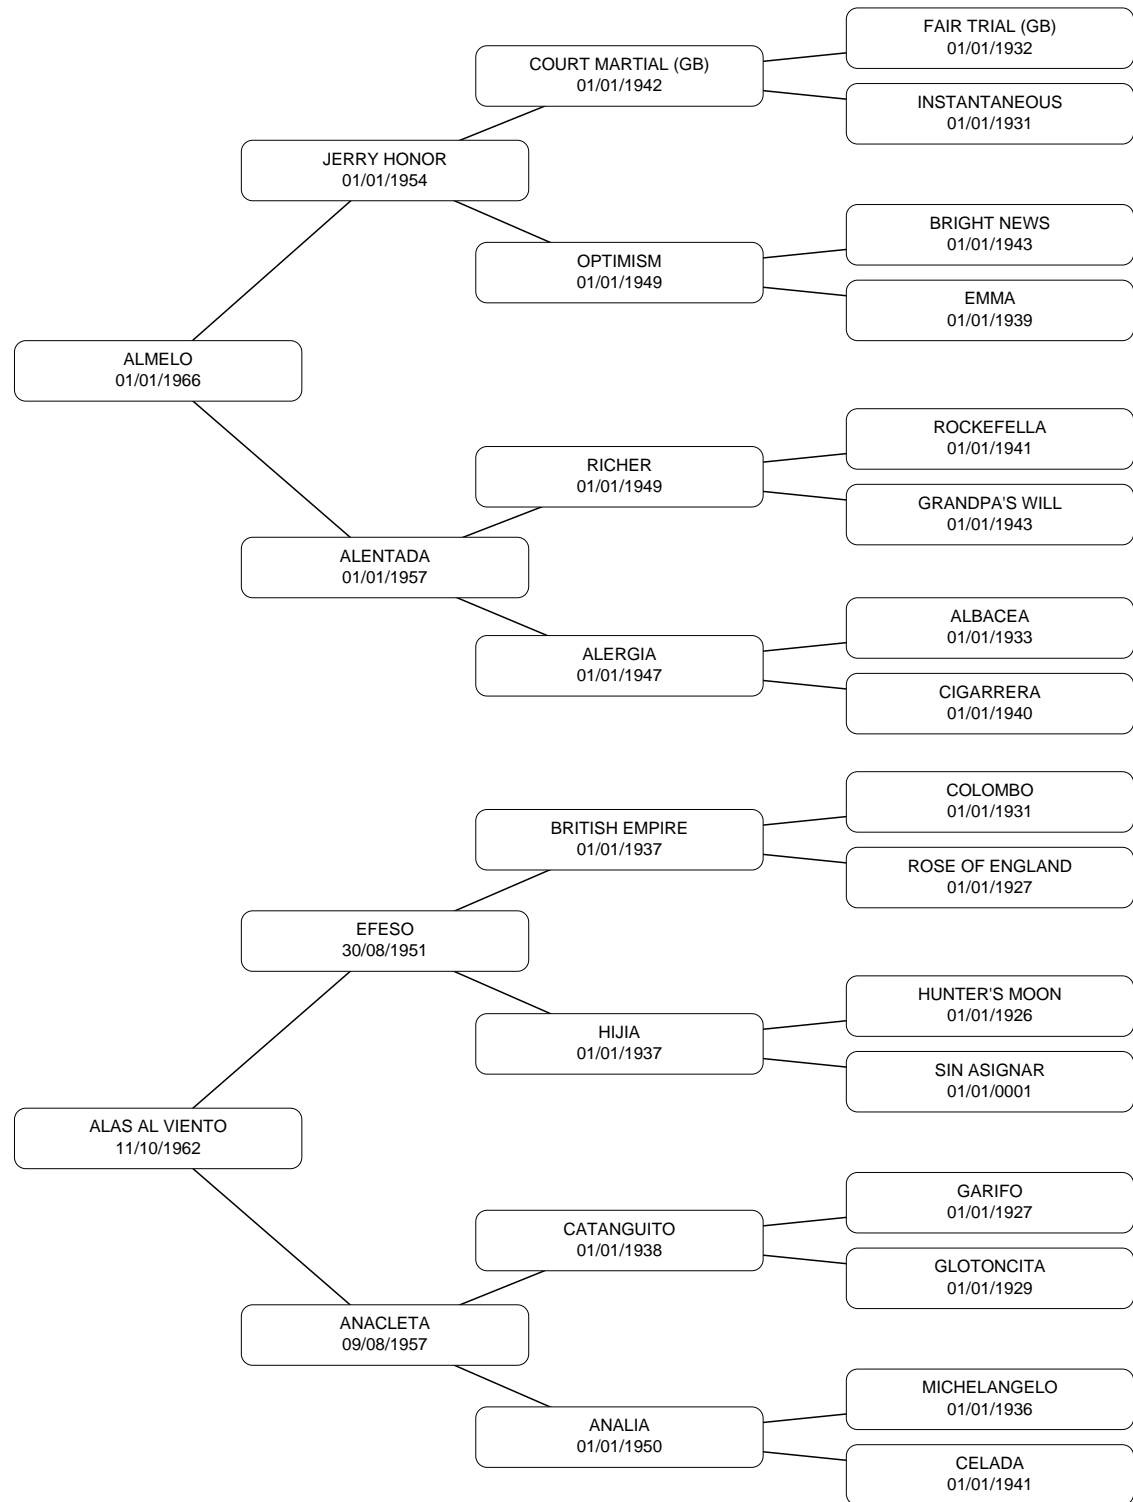 FAIR TRIAL (GB)
01/01/1932
COURT MARTIAL (GB)
01/01/1942
INSTANTANEOUS
01/01/1931
JERRY HONOR
01/01/1954
BRIGHT NEWS
01/01/1943
OPTIMISM
01/01/1949
EMMA
01/01/1939
ALMELO
01/01/1966
ROCKEFELLA
01/01/1941
RICHER
01/01/1949
GRANDPA'S WILL
01/01/1943
ALENTADA
01/01/1957
ALBACEA
01/01/1933
ALERGIA
01/01/1947
CIGARRERA
01/01/1940
COLOMBO
01/01/1931
BRITISH EMPIRE
01/01/1937
ROSE OF ENGLAND
01/01/1927
EFESO
30/08/1951
HUNTER'S MOON
01/01/1926
HIJIA
01/01/1937
SIN ASIGNAR
01/01/0001
ALAS AL VIENTO
11/10/1962
GARIFO
01/01/1927
CATANGUITO
01/01/1938
GLOTONCITA
01/01/1929
ANACLETA
09/08/1957
MICHELANGELO
01/01/1936
ANALIA
01/01/1950
CELADA
01/01/1941